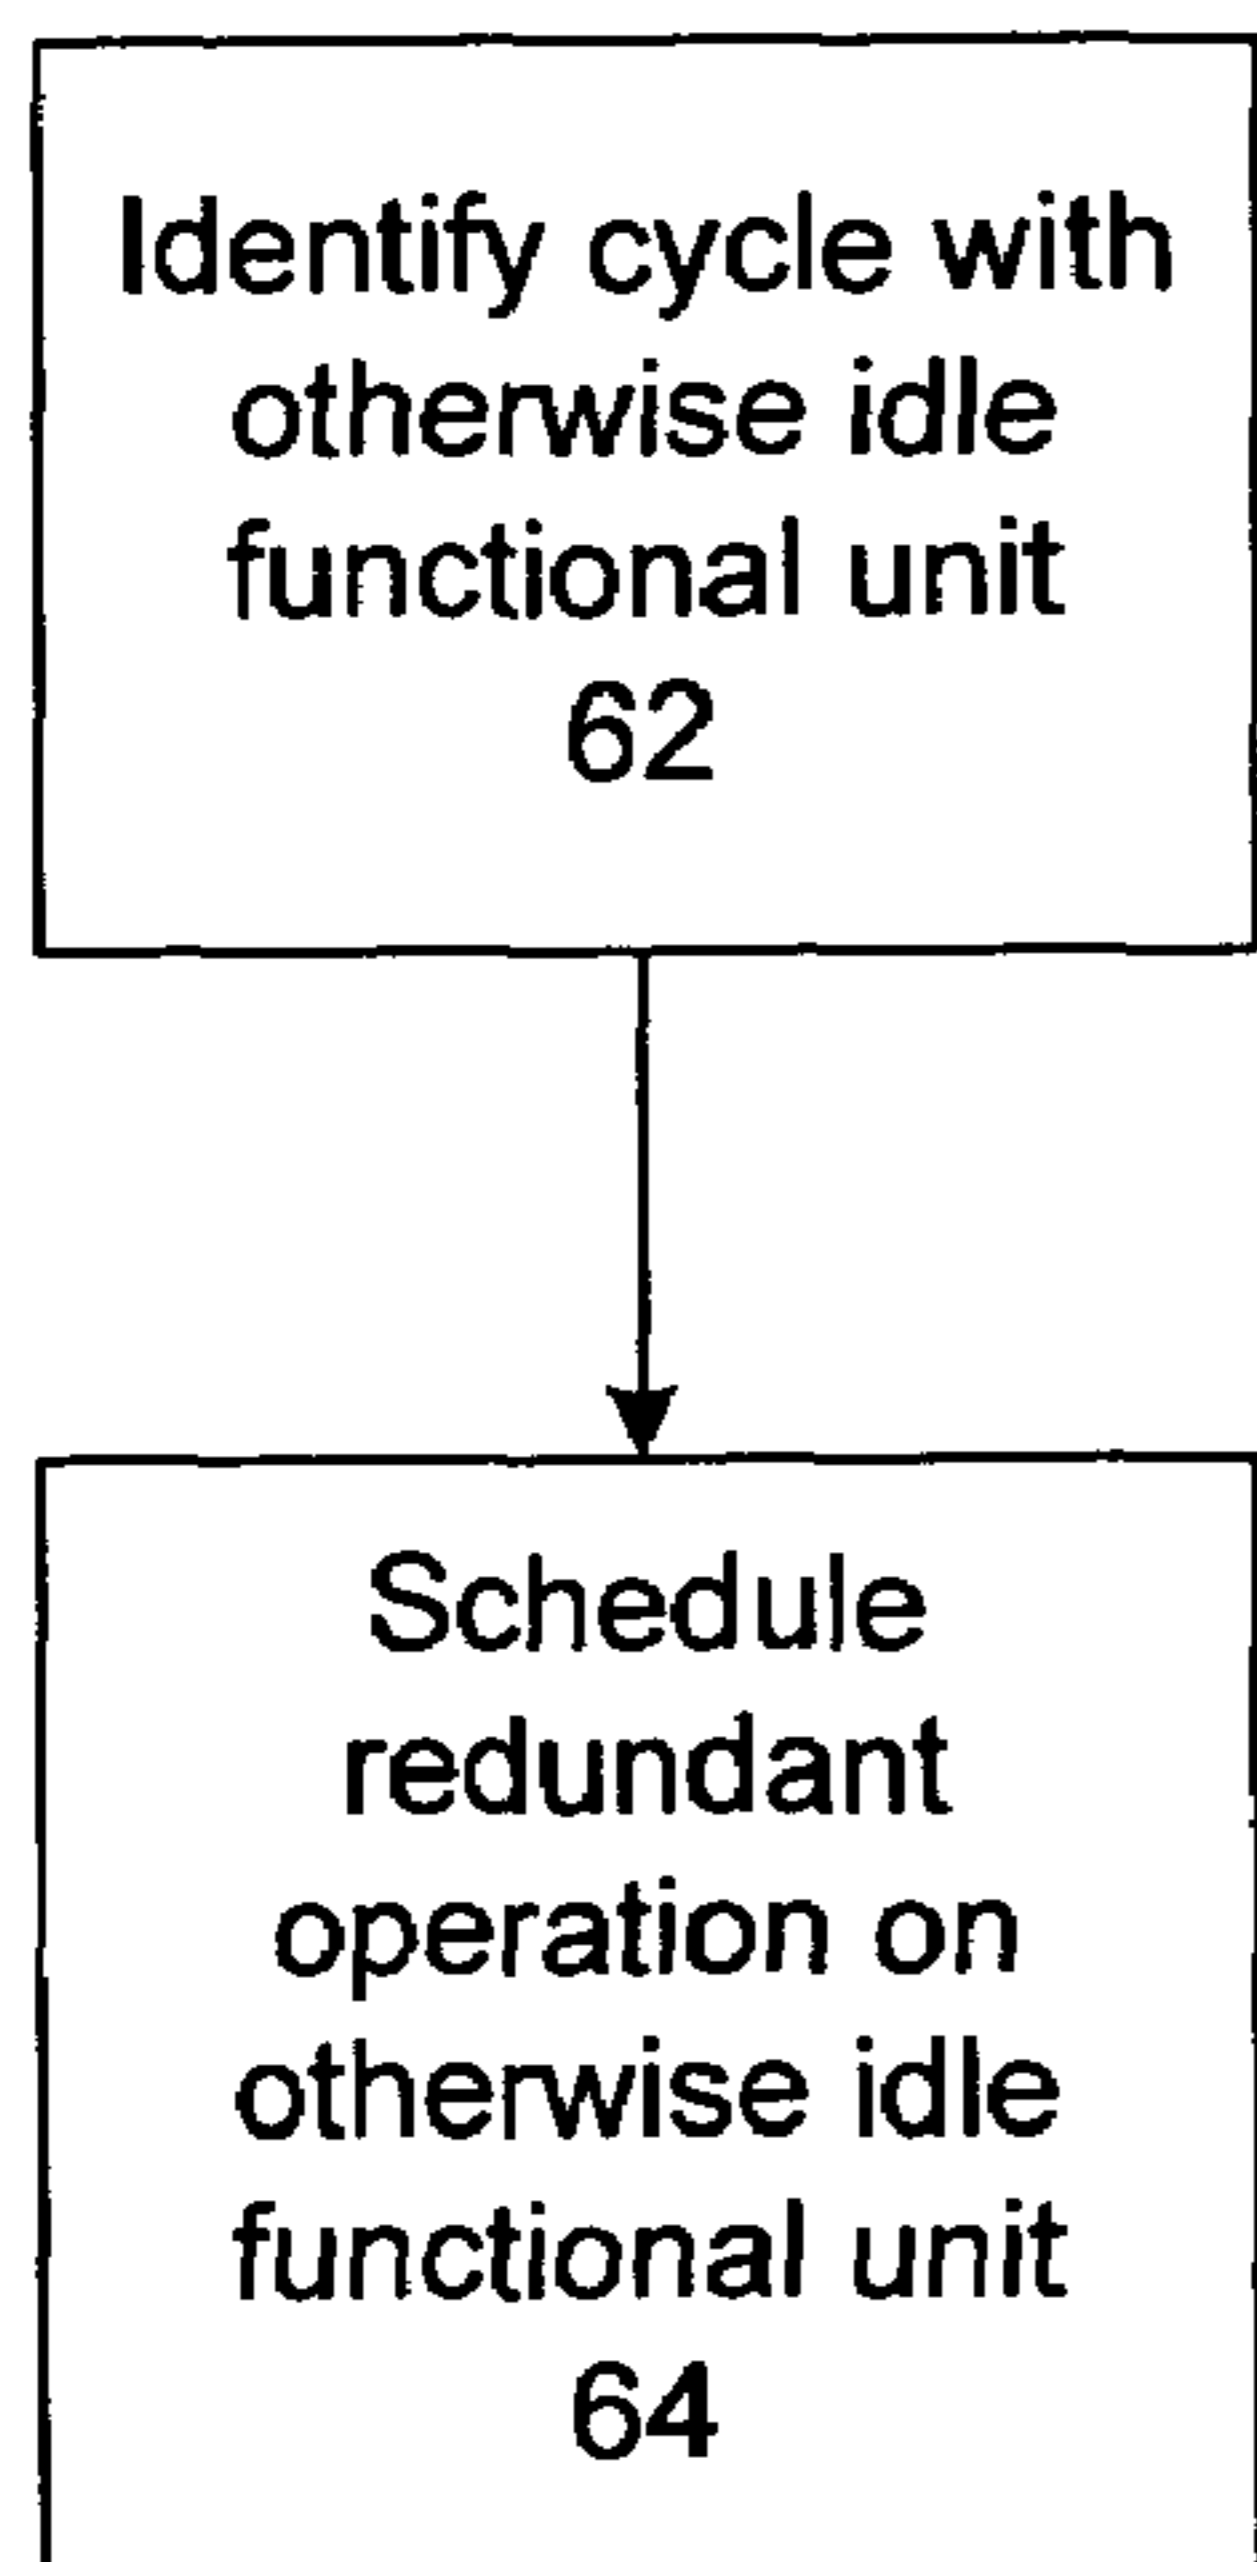 Identify cycle with
otherwise idle
functional unit
62
Schedule
redundant
operation on
otherwise idle
functional unit
64